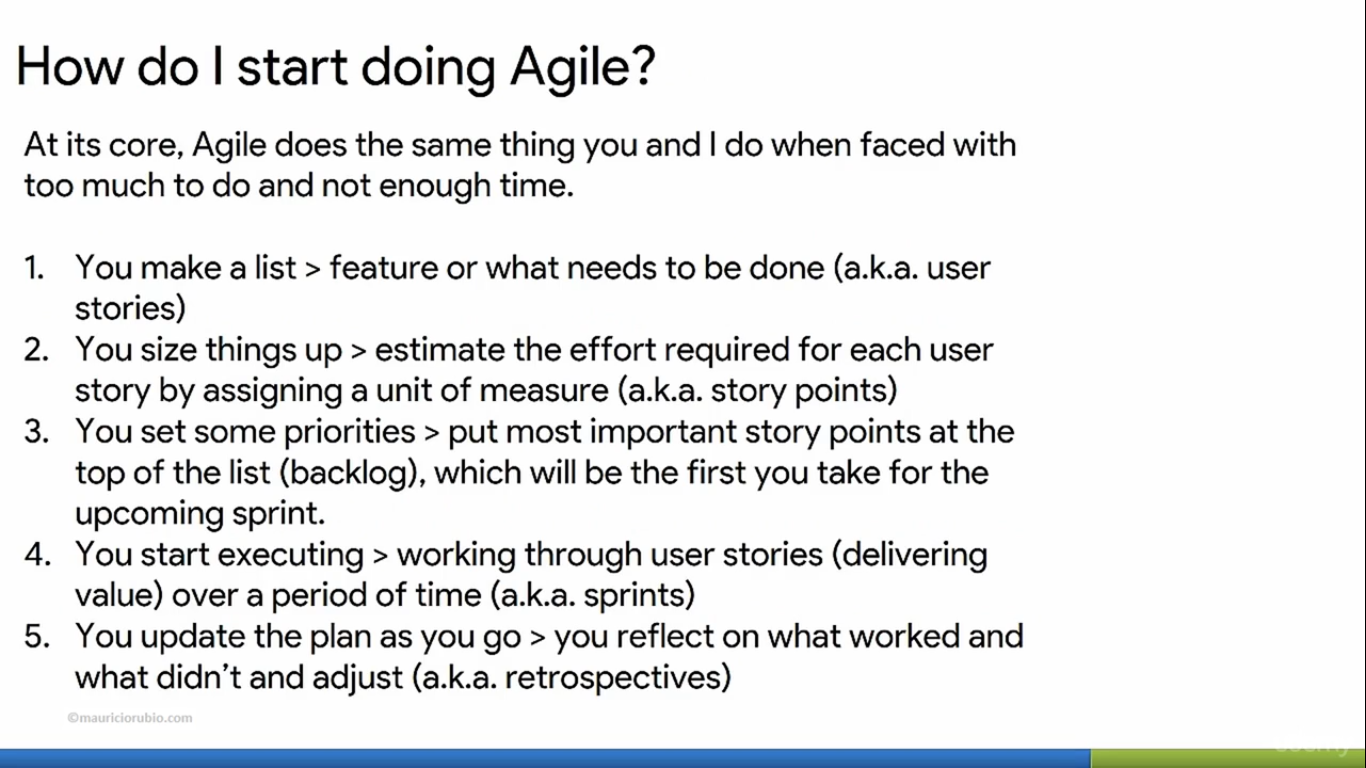 How do I start doing Agile?
At its core, Agile does the same thing you and I do when faced with
too much to do and not enough time.
1. You make a list > feature or what needs to be done (a.k.a. user
stories)
2. You size things up > estimate the effort required for each user
story by assigning a unit of measure (a.k.a. story points)
3. You set some priorities > put most important story points at the
top of the list (backlog), which will be the first you take for the
upcoming sprint.
4. You start executing > working through user stories (delivering
value) over a period of time (a.k.a. sprints)
5. You update the plan as you go > you reflect on what worked and
what didn’t and adjust (a.k.a. retrospectives)
©mauriciorubio.com